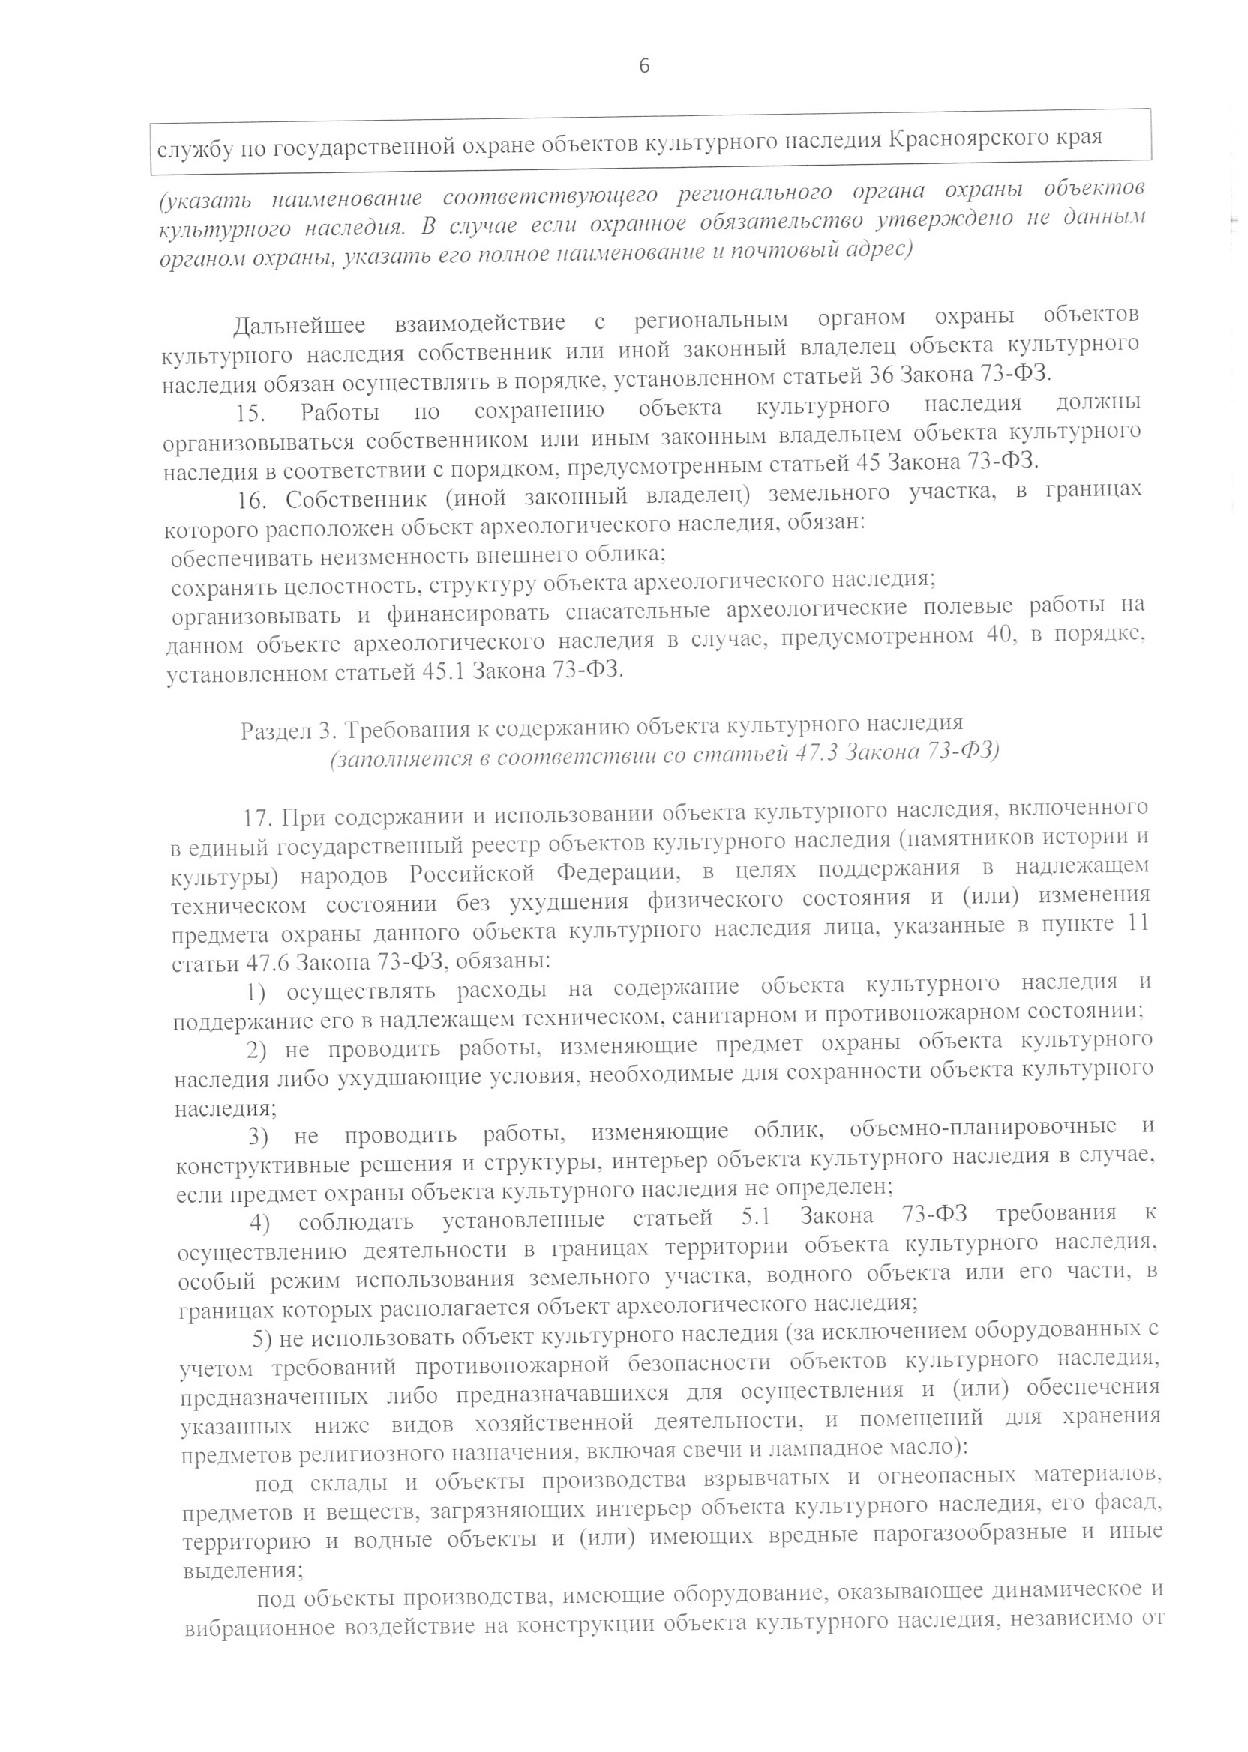 6
службу по государственной охране объектов культурного наследия Красноярского края
(указать наименование соответствующего регионального органа охраны объектов
культурного наследия. В случае если охранное обязательство утверждено не данным
органом охраны, указать его полное наименование и почтовый адрес)
Дальнейшее взаимодействие с региональным органом охраны объектов
культурного наследия собственник или иной законный владелец объекта культурного
наследия обязан осуществлять в порядке, установленном статьей 36 Закона 73-ФЗ.
15. Работы по сохранению объекта культурного наследия должны
организовываться собственником или иным законным владельцем объекта культурного
наследия в соответствии с порядком, предусмотренным статьей 45 Закона 73-ФЗ.
16. Собственник (иной законный владелец) земельного участка, в границах
которого расположен объект археологического наследия, обязан:
обеспечивать неизменность внешнего облика;
сохранять целостность, структуру объекта археологического наследия;
организовывать и финансировать спасательные археологические полевые работы на
данном объекте археологического наследия в случае, предусмотренном 40, в порядке,
установленном статьей 45.1 Закона 73-ФЗ.
Раздел 3. Требования к содержанию объекта культурного наследия
(заполняется в соответствии со статьей 47.3 Закона 73-ФЗ)
17. При содержании и использовании объекта культурного наследия, включенного
в единый государственный реестр объектов культурного наследия (памятников истории и
культуры) народов Российской Федерации, в целях поддержания в надлежащем
техническом состоянии без ухудшения физического состояния и (или) изменения
предмета охраны данного объекта культурного наследия лица, указанные в пункте 11
статьи 47.6 Закона 73-ФЗ, обязаны:
1) осуществлять расходы на содержание объекта культурного наследия и
поддержание его в надлежащем техническом, санитарном и противопожарном состоянии;
2) не проводить работы, изменяющие предмет охраны объекта культурного
наследия либо ухудшающие условия, необходимые для сохранности объекта культурного
наследия;
3) не проводить работы, изменяющие облик, объемно-планировочные и
конструктивные решения и структуры, интерьер объекта культурного наследия в случае,
если предмет охраны объекта культурного наследия не определен;
4) соблюдать установленные статьей 5.1 Закона 73-ФЗ требования к
осуществлению деятельности в границах территории объекта культурного наследия,
особый режим использования земельного участка, водного объекта или его части, в
границах которых располагается объект археологического наследия;
5) не использовать объект культурного наследия (за исключением оборудованных с
учетом требований противопожарной безопасности объектов культурного наследия,
предназначенных либо предназначавшихся для осуществления и (или) обеспечения
указанных ниже видов хозяйственной деятельности, и помещений для хранения
предметов религиозного назначения, включая свечи и лампадное масло):
под склады и объекты производства взрывчатых и огнеопасных материалов,
предметов и веществ, загрязняющих интерьер объекта культурного наследия, его фасад,
территорию и водные объекты и (или) имеющих вредные парогазообразные и иные
выделения;
под объекты производства, имеющие оборудование, оказывающее динамическое и
вибрационное воздействие на конструкции объекта культурного наследия, независимо от